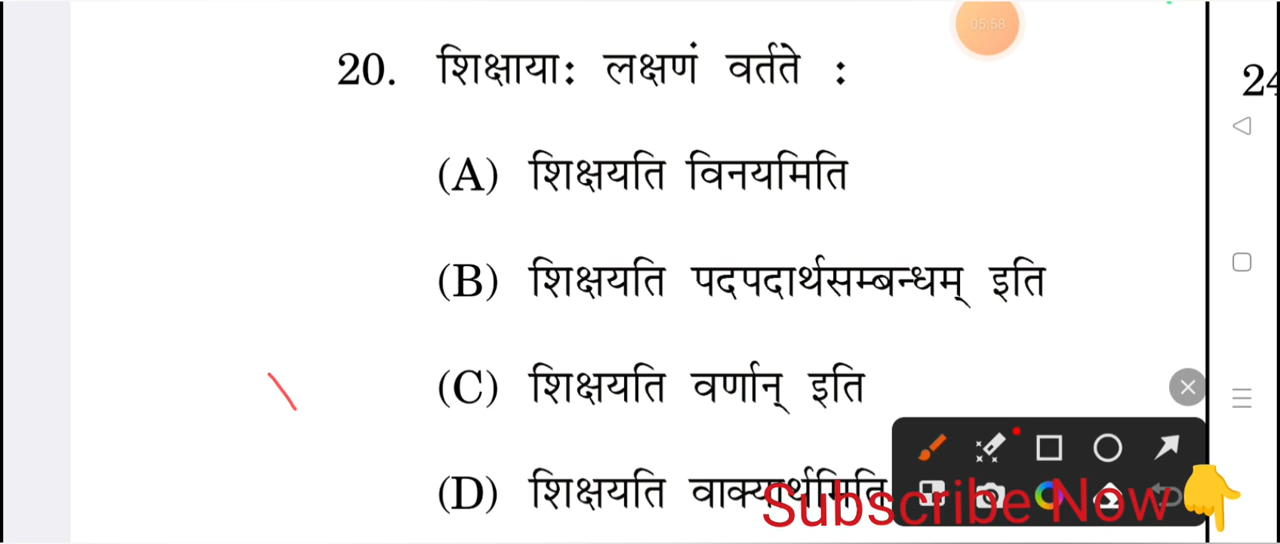 05:58
20. शिक्षायाः लक्षणं वर्तते :
24
(A) शिक्षयति विनयमिति
(B) शिक्षयति पदपदार्थसम्बन्धम् इति
(C) शिक्षयति वर्णान् इति
(D) शिक्षयति वाक्यार्थमिति
Subscribe Now